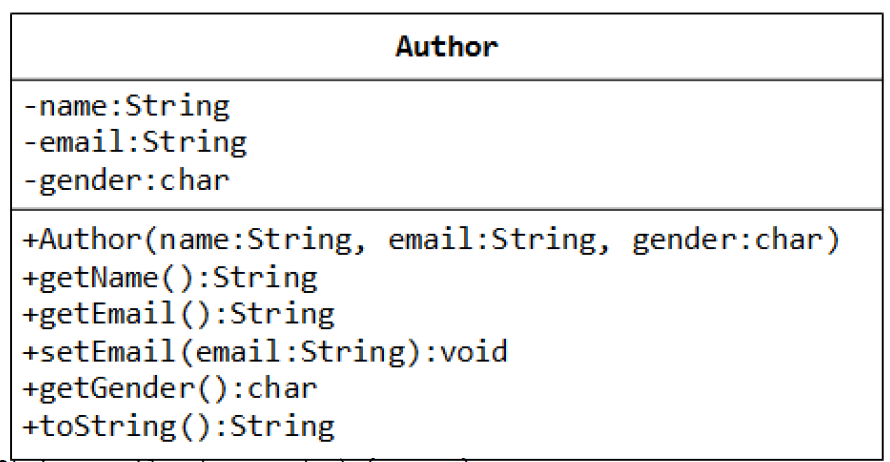 Author
-name:String
-email:String
-gender:char
+Author(name:String, email:String, gender:char)
+getName():String
+getEmail():String
+setEmail(email:String):void
+getGender():char
+toString():String